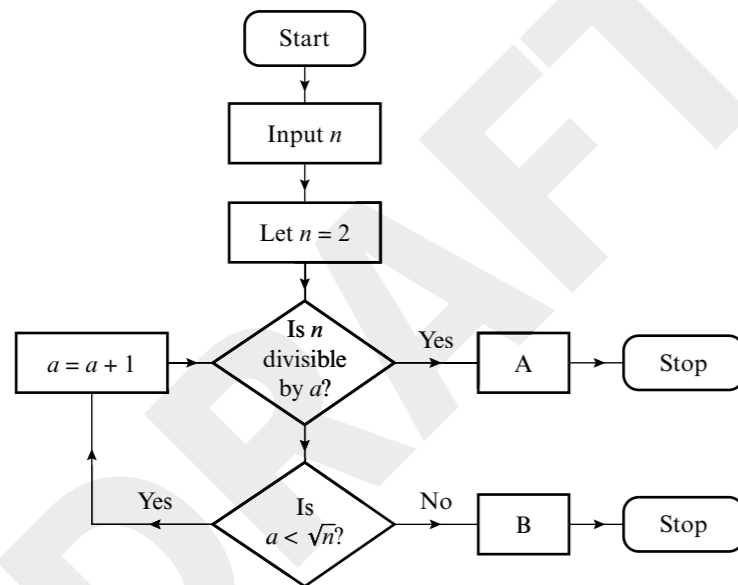 Start
Input n
Let n = 2
Is n
divisible
by a?
Yes
A
Stop
a = a + 1
Is
a < √n?
Yes
No
B
Stop
DRAFT